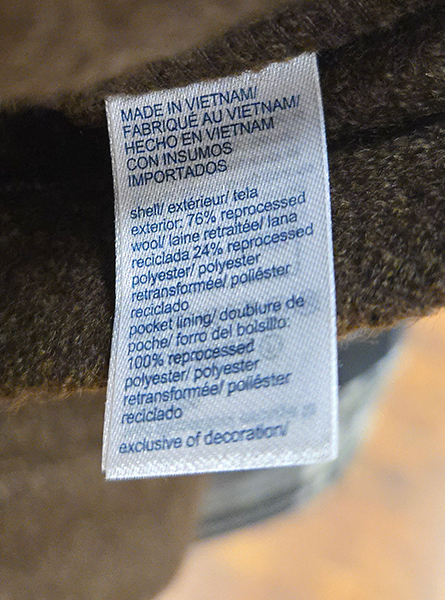 MADE IN VIETNAM/
FABRIQUÉ AU VIETNAM/
HECHO EN VIETNAM
CON INSUMOS
IMPORTADOS
shell/ extérieur/ tela
exterior: 76% reprocessed
wool/ laine retraitée/ lana
reciclada 24% reprocessed
polyester/ polyester
retransformée/ poliéster
reciclado
pocket lining/ doublure de
poche/ forro del bolsillo:
100% reprocessed
polyester/ polyester
retransformée/ poliéster
reciclado
exclusive of decoration/